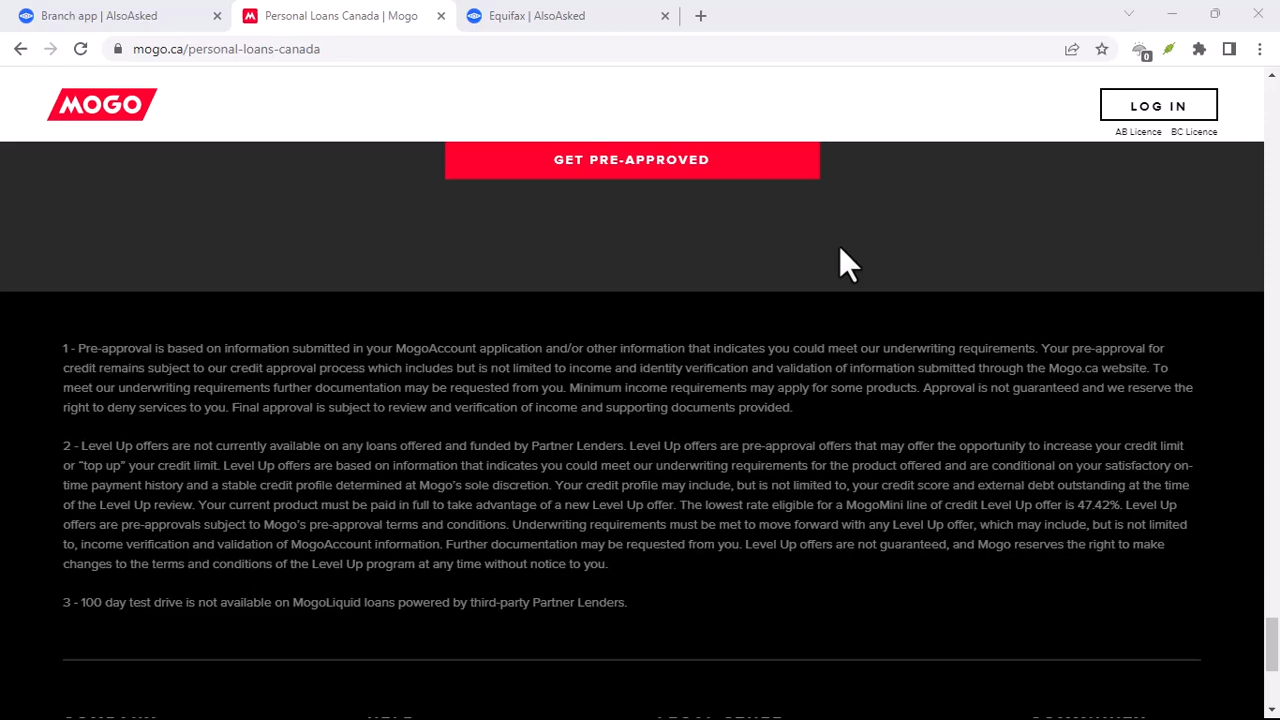 Branch app | AlsoAsked
Personal Loans Canada | Mogo
Equifax | AlsoAsked
mogo.ca/personal-loans-canada
0
MOGO
LOG IN
AB Licence BC Licence
GET PRE-APPROVED
1 - Pre-approval is based on information submitted in your MogoAccount application and/or other information that indicates you could meet our underwriting requirements. Your pre-approval for
credit remains subject to our credit approval process which includes but is not limited to income and identity verification and validation of information submitted through the Mogo.ca website. To
meet our underwriting requirements further documentation may be requested from you. Minimum income requirements may apply for some products. Approval is not guaranteed and we reserve the
right to deny services to you. Final approval is subject to review and verification of income and supporting documents provided.
2 - Level Up offers are not currently available on any loans offered and funded by Partner Lenders. Level Up offers are pre-approval offers that may offer the opportunity to increase your credit limit
or “top up” your credit limit. Level Up offers are based on information that indicates you could meet our underwriting requirements for the product offered and are conditional on your satisfactory on-
time payment history and a stable credit profile determined at Mogo’s sole discretion. Your credit profile may include, but is not limited to, your credit score and external debt outstanding at the time
of the Level Up review. Your current product must be paid in full to take advantage of a new Level Up offer. The lowest rate eligible for a MogoMini line of credit Level Up offer is 47.42%. Level Up
offers are pre-approvals subject to Mogo’s pre-approval terms and conditions. Underwriting requirements must be met to move forward with any Level Up offer, which may include, but is not limited
to, income verification and validation of MogoAccount information. Further documentation may be requested from you. Level Up offers are not guaranteed, and Mogo reserves the right to make
changes to the terms and conditions of the Level Up program at any time without notice to you.
3 - 100 day test drive is not available on MogoLiquid loans powered by third-party Partner Lenders.